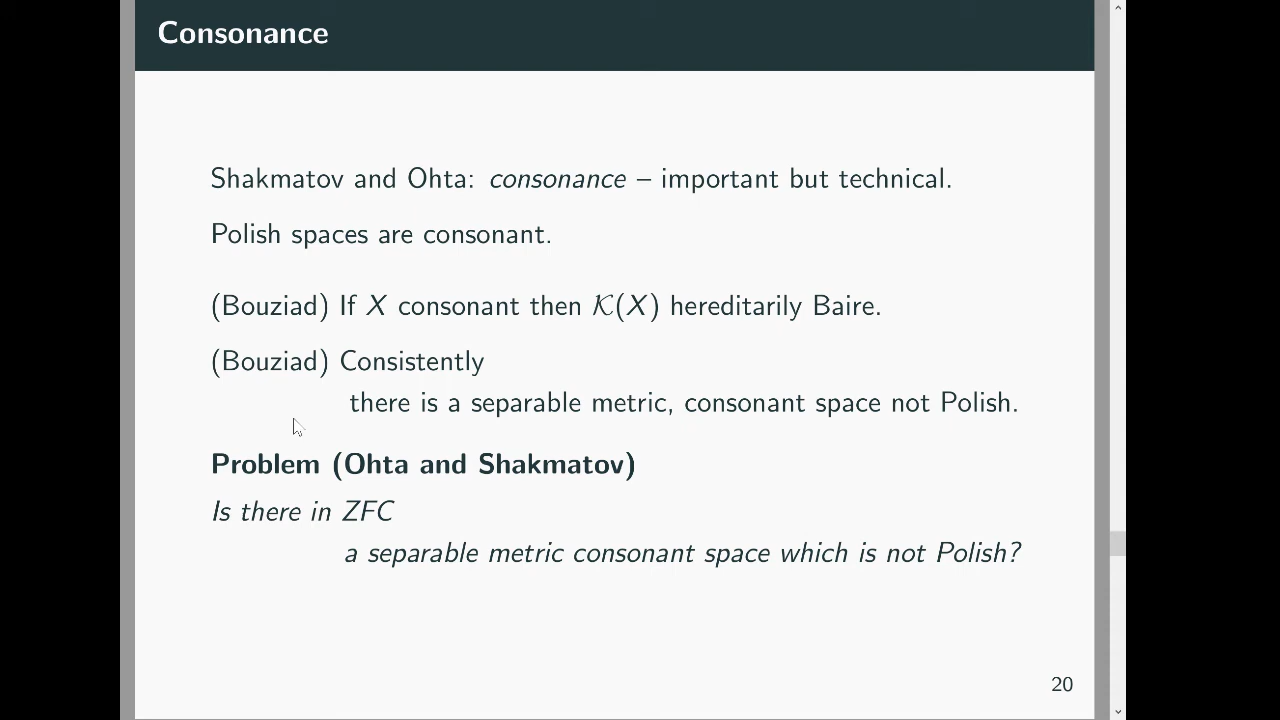 Consonance
Shakmatov and Ohta: consonance – important but technical.
Polish spaces are consonant.
(Bouziad) If X consonant then 𝒦(X) hereditarily Baire.
(Bouziad) Consistently
there is a separable metric, consonant space not Polish.
Problem (Ohta and Shakmatov)
Is there in ZFC
a separable metric consonant space which is not Polish?
20